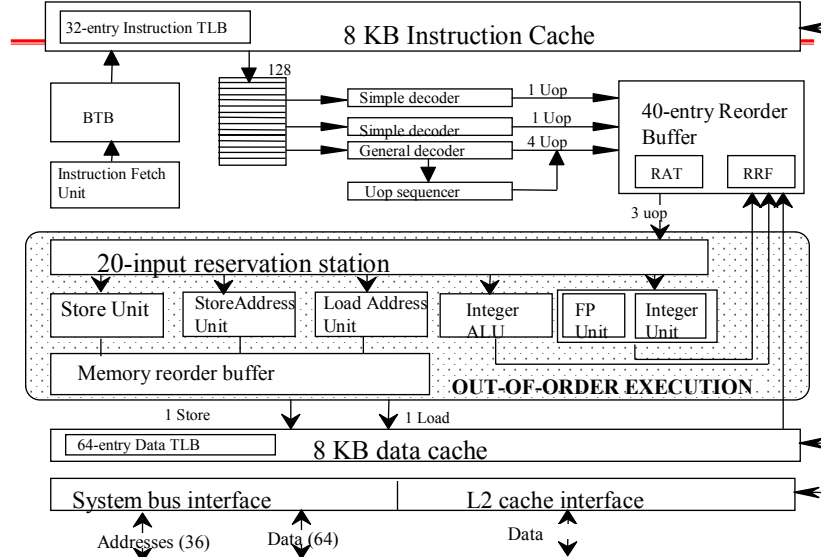 32-entry Instruction TLB
8 KB Instruction Cache
128
BTB
Instruction Fetch
Unit
Simple decoder
1 Uop
Simple decoder
1 Uop
General decoder
4 Uop
Uop sequencer
40-entry Reorder
Buffer
RAT
RRF
3 uop
20-input reservation station
Store Unit
StoreAddress
Unit
Load Address
Unit
Integer
ALU
FP
Unit
Integer
Unit
Memory reorder buffer
OUT-OF-ORDER EXECUTION
1 Store
1 Load
64-entry Data TLB
8 KB data cache
System bus interface
L2 cache interface
Addresses (36)
Data (64)
Data